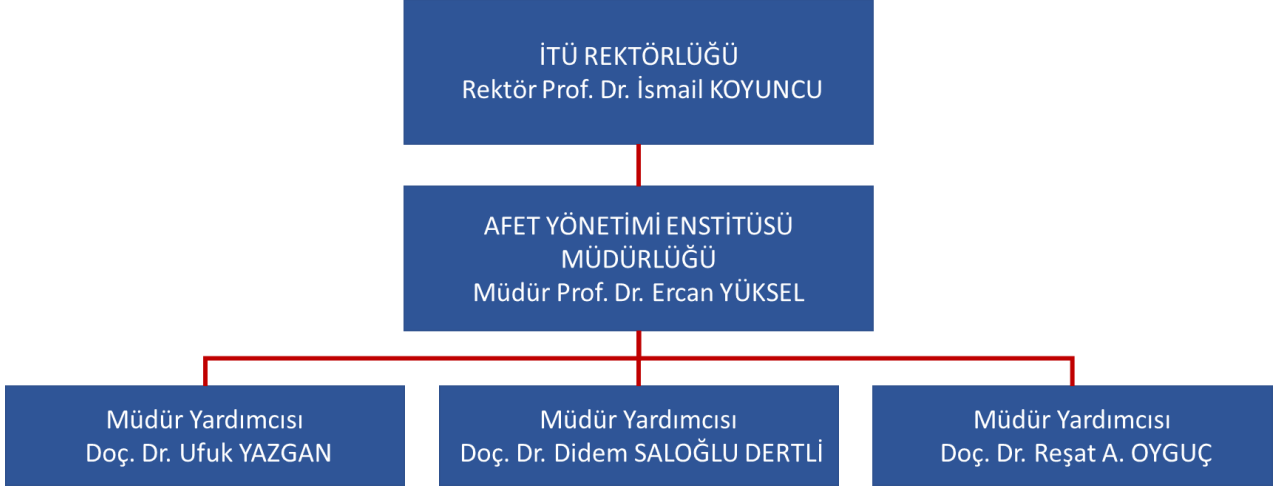 İTÜ REKTÖRLÜĞÜ
Rektör Prof. Dr. İsmail KOYUNCU
AFET YÖNETİMİ ENSTİTÜSÜ
MÜDÜRLÜĞÜ
Müdür Prof. Dr. Ercan YÜKSEL
Müdür Yardımcısı
Doç. Dr. Ufuk YAZGAN
Müdür Yardımcısı
Doç. Dr. Didem SALOĞLU DERTLİ
Müdür Yardımcısı
Doç. Dr. Reşat A. OYGUÇ